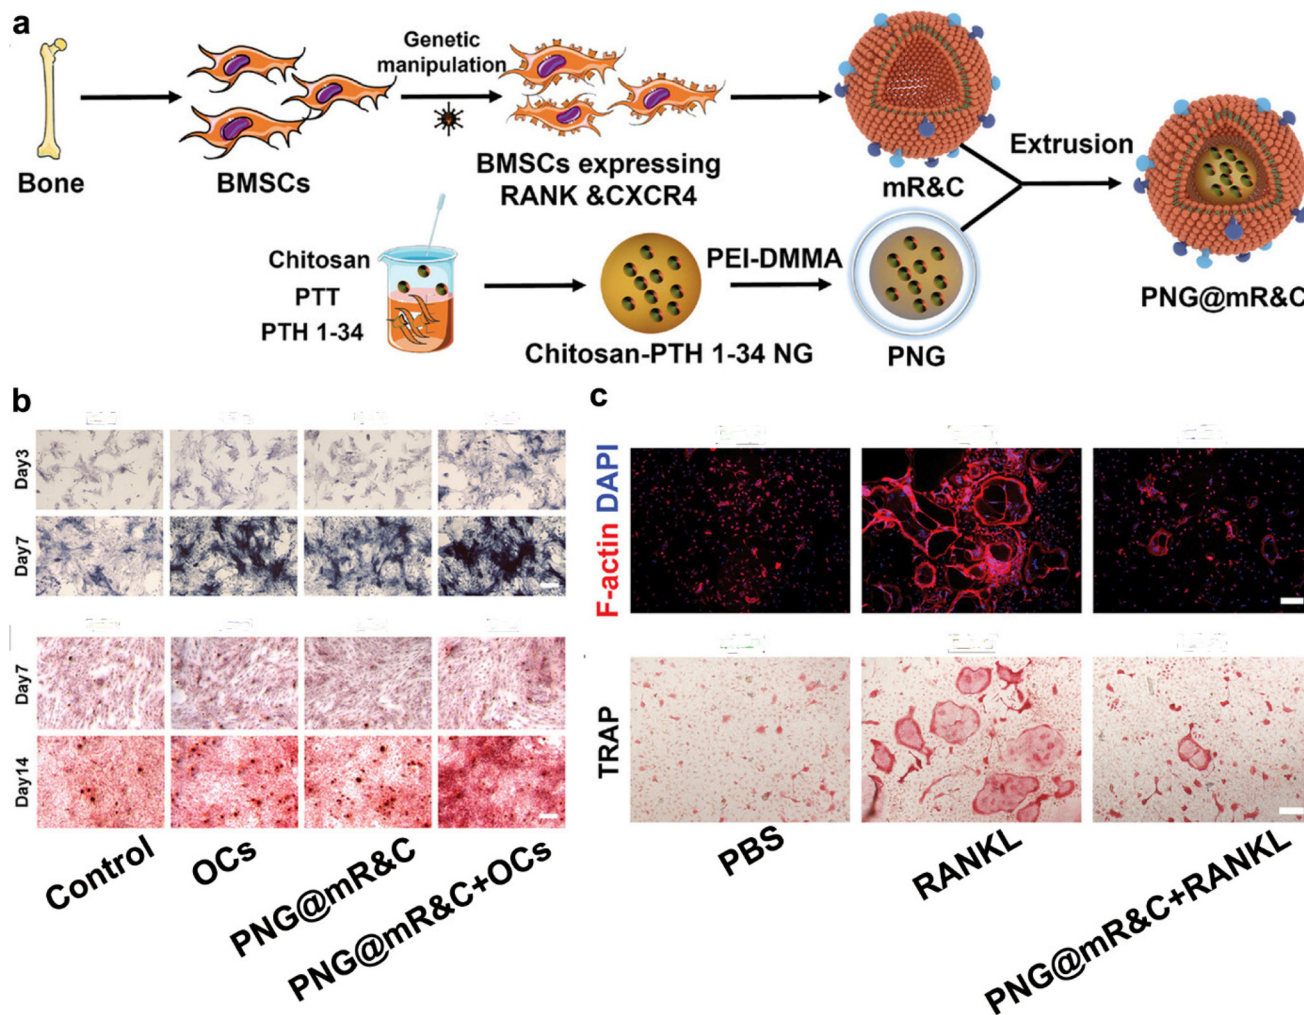 a
Genetic
manipulation
Bone
BMSCs
BMSCs expressing
RANK &CXCR4
mR&C
Extrusion
PNG@mR&C
Chitosan
PTT
PTH 1-34
Chitosan-PTH 1-34 NG
PEI-DMMA
PNG
b
Day3
Day7
Day7
Day14
Control
OCs
PNG@mR&C
PNG@mR&C+OCs
c
F-actin DAPI
TRAP
PBS
RANKL
PNG@mR&C+RANKL